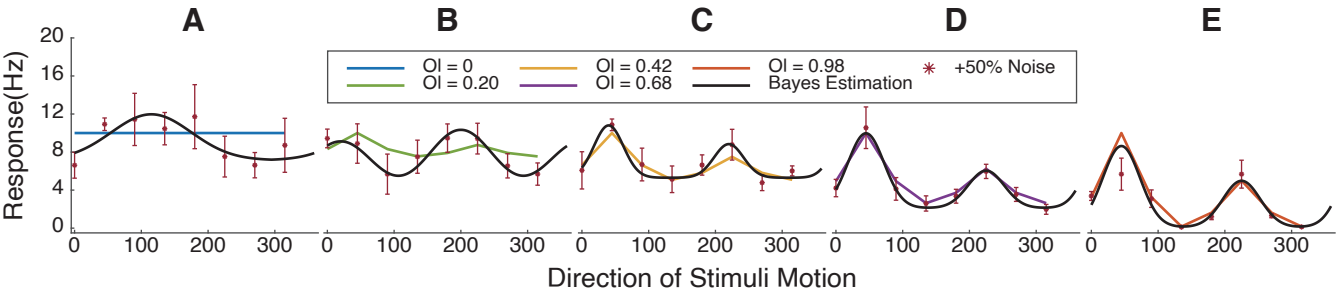 A B C D E
20
16
12
8
4
0
Response(Hz)
OI = 0 OI = 0.42 OI = 0.98 +50% Noise
OI = 0.20 OI = 0.68 Bayes Estimation
0 100 200 300 0 100 200 300 0 100 200 300 0 100 200 300 0 100 200 300
Direction of Stimuli Motion